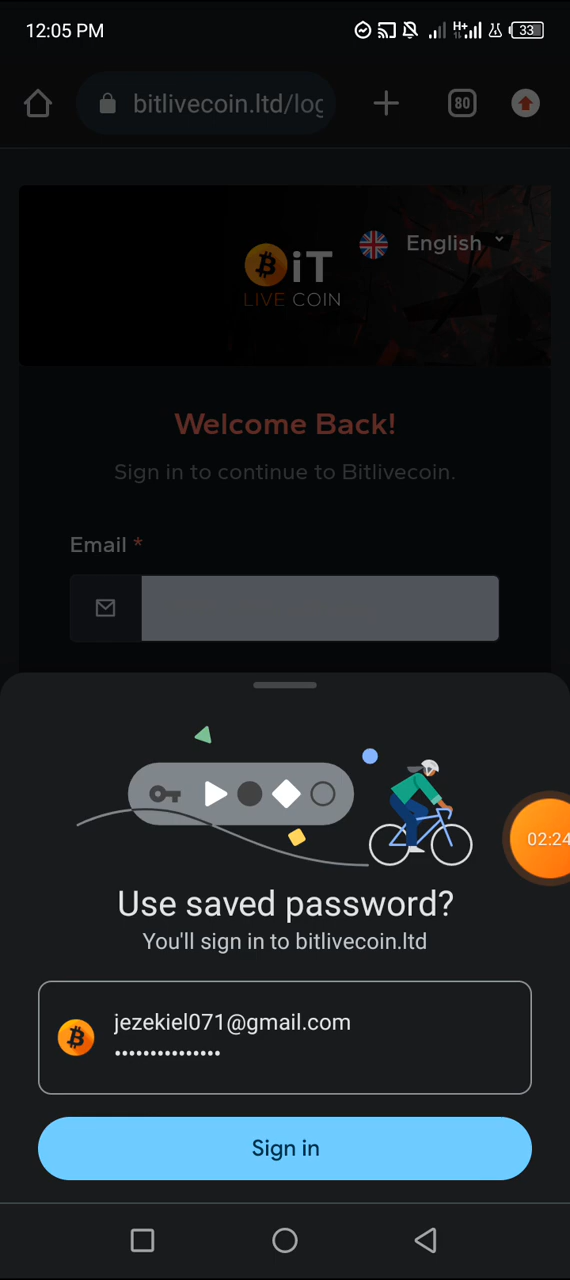 12:05 PM
H+
33
bitlivecoin.ltd/log
80
iT
LIVE COIN
English
Welcome Back!
Sign in to continue to Bitlivecoin.
Email *
02:24
Use saved password?
You'll sign in to bitlivecoin.ltd
jezekiel071@gmail.com
•••••••••••••••
Sign in